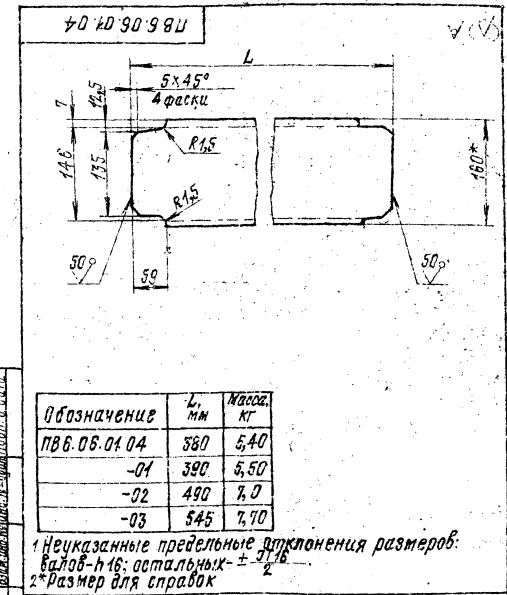 ПВ6.06.01.04
L
5×45°
4 фаски
7
12,5
R1,5
146
135
160*
R1,5
50
50
59
Обозначение L, мм Масса, кг
ПВ6.06.01.04 380 5,40
-01 390 5,50
-02 490 7,0
-03 545 7,70
1. Неуказанные предельные отклонения размеров:
валов-h16; остальных- ± IT16/2
2*Размер для справок